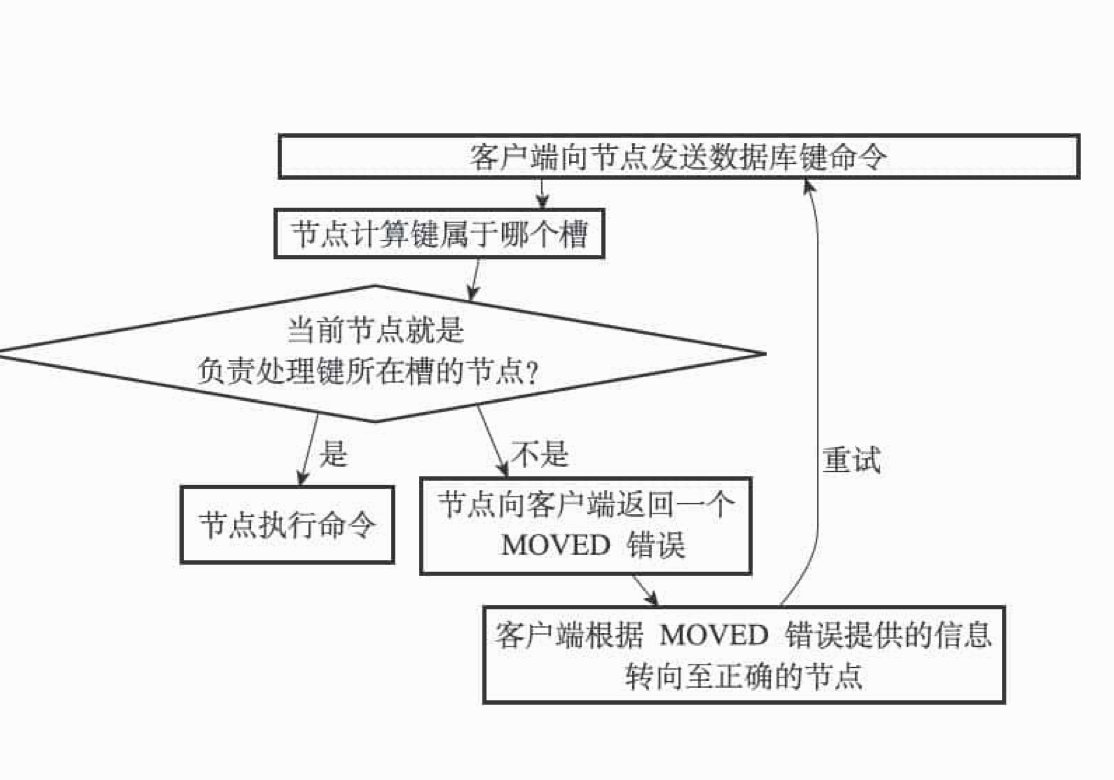 客户端向节点发送数据库键命令
节点计算键属于哪个槽
当前节点就是
负责处理键所在槽的节点?
是
不是
重试
节点执行命令
节点向客户端返回一个
MOVED 错误
客户端根据 MOVED 错误提供的信息
转向至正确的节点